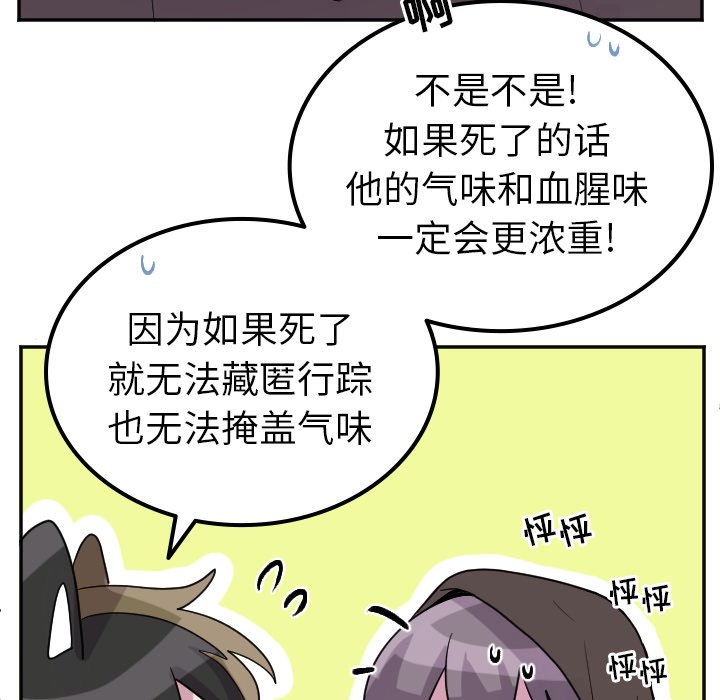 啊
不是不是!
如果死了的话
他的气味和血腥味
一定会更浓重!
因为如果死了
就无法藏匿行踪
也无法掩盖气味
怦怦
怦怦
怦怦